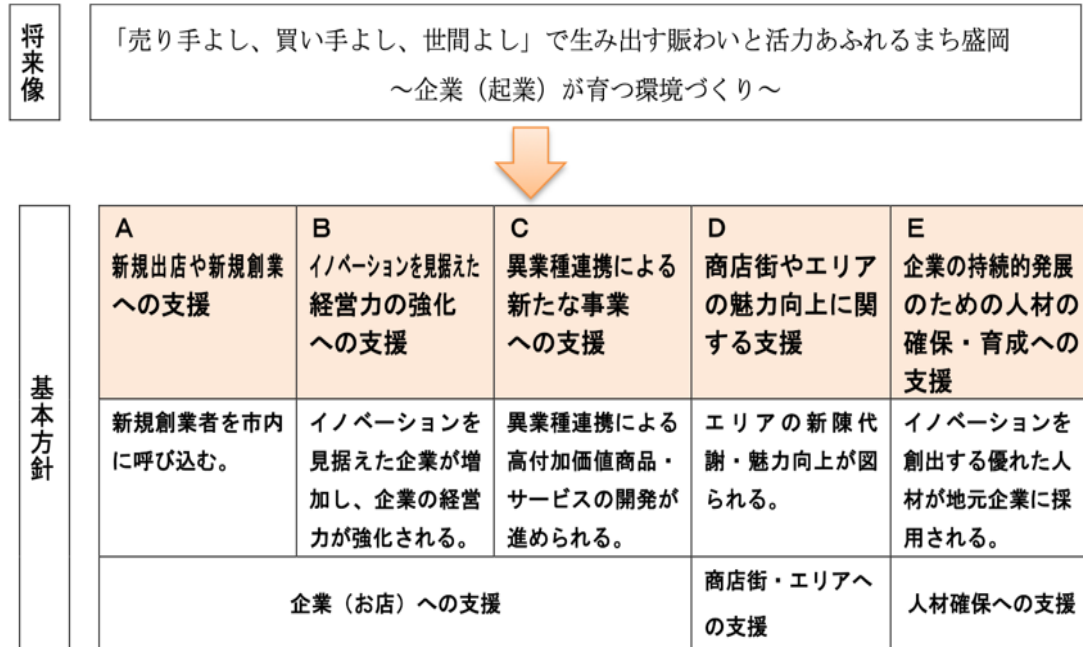 将来像
「売り手よし、買い手よし、世間よし」で生み出す賑わいと活力あふれるまち盛岡
～企業（起業）が育つ環境づくり～
基本方針
A
新規出店や新規創業
への支援
B
イノベーションを見据えた
経営力の強化
への支援
C
異業種連携による
新たな事業
への支援
D
商店街やエリア
の魅力向上に関
する支援
E
企業の持続的発展
のための人材の
確保・育成への
支援
新規創業者を市内
に呼び込む。
イノベーションを
見据えた企業が増
加し、企業の経営
力が強化される。
異業種連携による
高付加価値商品・
サービスの開発が
進められる。
エリアの新陳代
謝・魅力向上が図
られる。
イノベーションを
創出する優れた人
材が地元企業に採
用される。
企業（お店）への支援
商店街・エリアへ
の支援
人材確保への支援